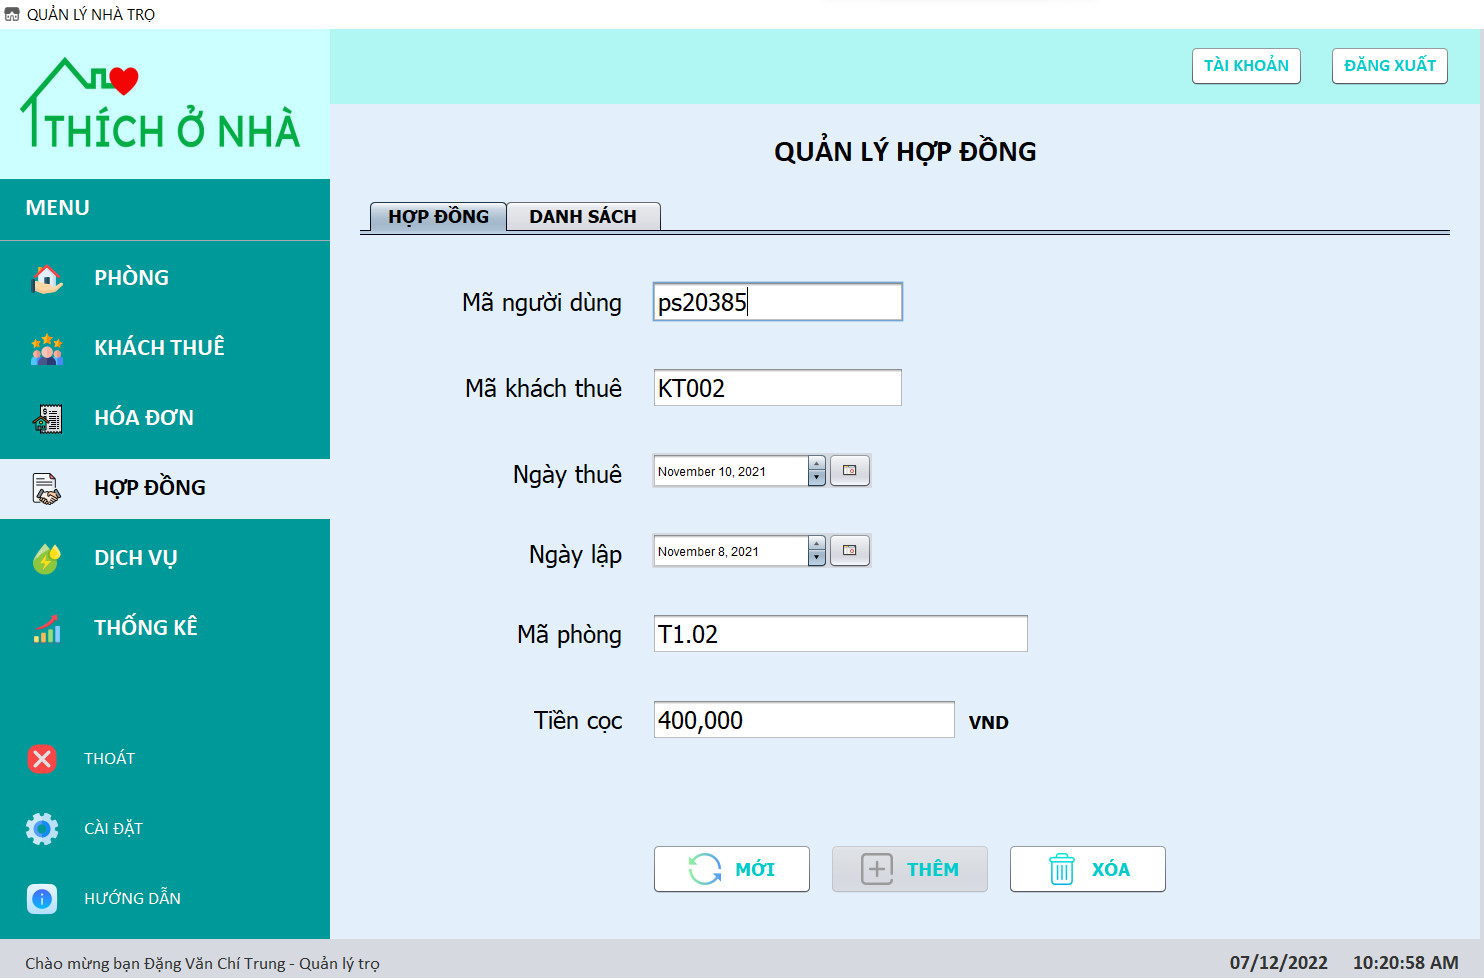 QUẢN LÝ NHÀ TRỌ
THÍCH Ở NHÀ
TÀI KHOẢN
ĐĂNG XUẤT
QUẢN LÝ HỢP ĐỒNG
MENU
PHÒNG
KHÁCH THUÊ
HÓA ĐƠN
HỢP ĐỒNG
DỊCH VỤ
THỐNG KÊ
THOÁT
CÀI ĐẶT
HƯỚNG DẪN
HỢP ĐỒNG
DANH SÁCH
Mã người dùng ps20385
Mã khách thuê KT002
Ngày thuê November 10, 2021
Ngày lập November 8, 2021
Mã phòng T1.02
Tiền cọc 400,000 VND
MỚI
THÊM
XÓA
Chào mừng bạn Đặng Văn Chí Trung - Quản lý trọ
07/12/2022 10:20:58 AM